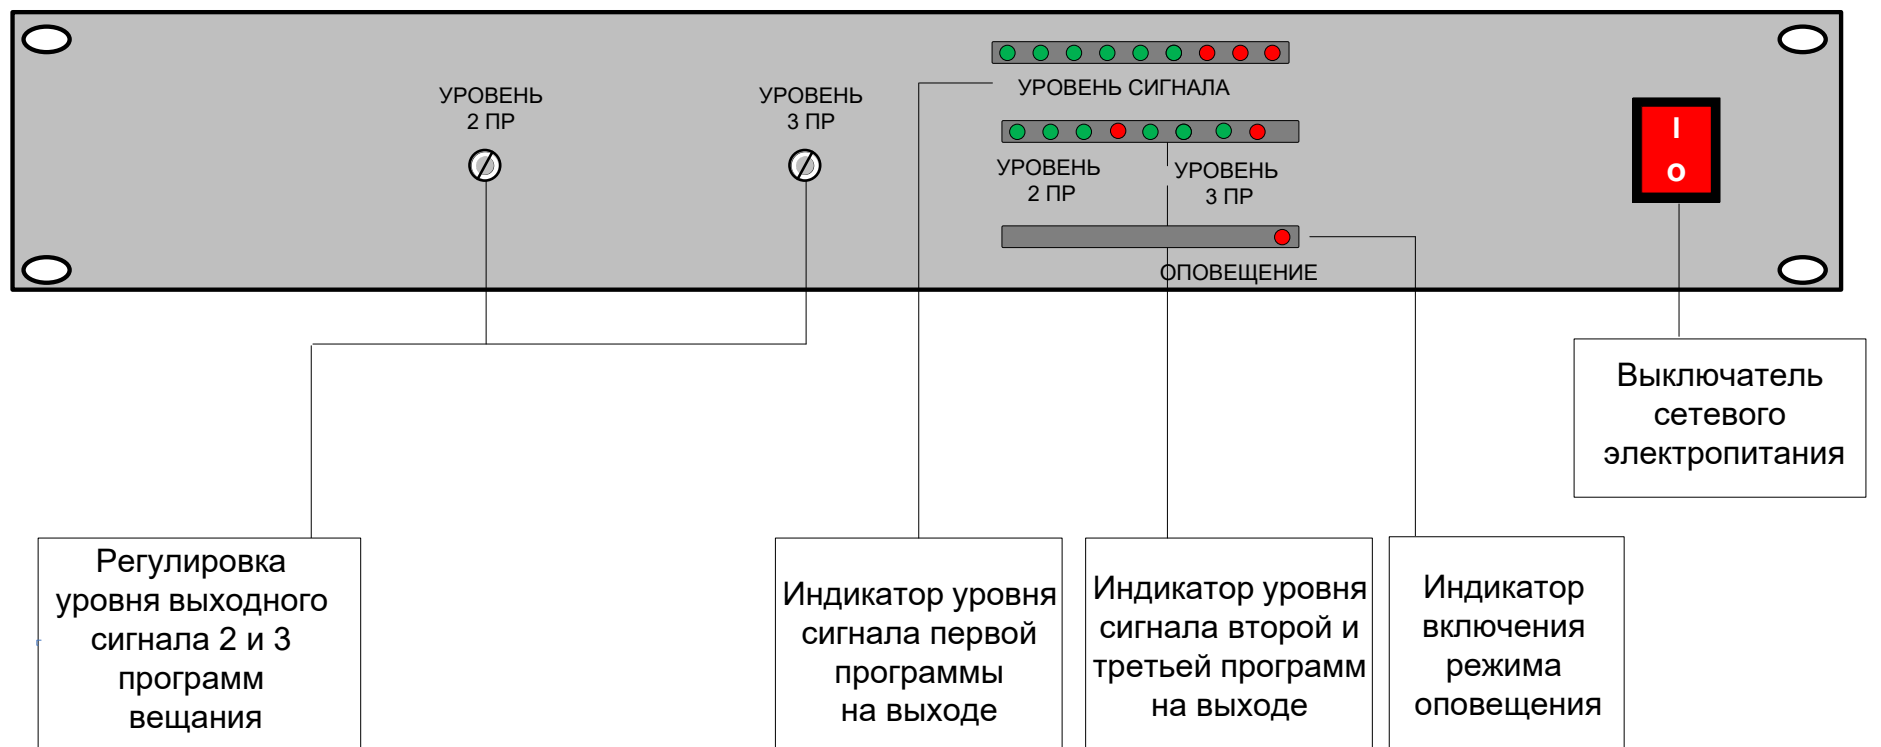 УРОВЕНЬ
2 ПР
УРОВЕНЬ
3 ПР
УРОВЕНЬ СИГНАЛА
УРОВЕНЬ
2 ПР
УРОВЕНЬ
3 ПР
ОПОВЕЩЕНИЕ
I
O
Выключатель
сетевого
электропитания
Регулировка
уровня выходного
сигнала 2 и 3
программ
вещания
Индикатор уровня
сигнала первой
программы
на выходе
Индикатор уровня
сигнала второй и
третьей программ
на выходе
Индикатор
включения
режима
оповещения